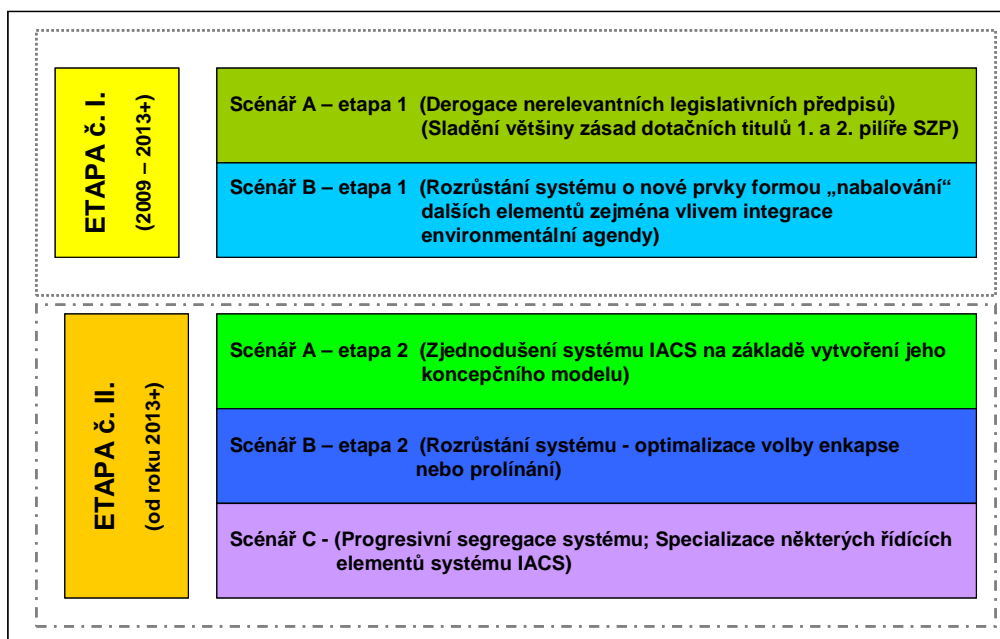 ETAPA č. I.
(2009 – 2013+)
Scénář A – etapa 1 (Derogace nerelevantních legislativních předpisů)
(Sladění většiny zásad dotačních titulů 1. a 2. pilíře SZP)
Scénář B – etapa 1 (Rozrůstání systému o nové prvky formou „nabalování“
dalších elementů zejména vlivem integrace
environmentální agendy)
ETAPA č. II.
(od roku 2013+)
Scénář A – etapa 2 (Zjednodušení systému IACS na základě vytvoření jeho
koncepčního modelu)
Scénář B – etapa 2 (Rozrůstání systému - optimalizace volby enkapse
nebo prolínání)
Scénář C - (Progresivní segregace systému; Specializace některých řídících
elementů systému IACS)